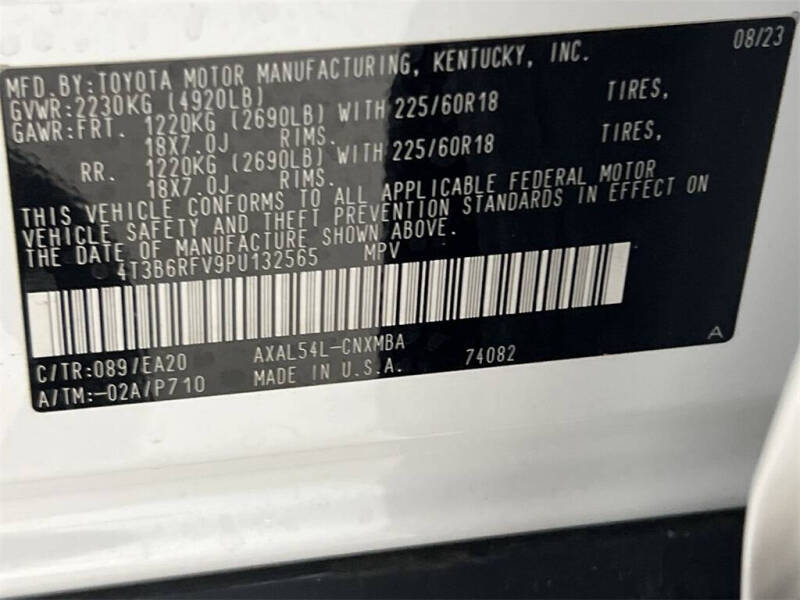 08/23
MFD.BY:TOYOTA MOTOR MANUFACTURING, KENTUCKY, INC.
GVWR:2230KG (4920LB)
GAWR:FRT. 1220KG (2690LB) WITH 225/60R18 TIRES,
18X7.0J RIMS.
RR. 1220KG (2690LB) WITH 225/60R18 TIRES,
18X7.0J RIMS.
THIS VEHICLE CONFORMS TO ALL APPLICABLE FEDERAL MOTOR
VEHICLE SAFETY AND THEFT PREVENTION STANDARDS IN EFFECT ON
THE DATE OF MANUFACTURE SHOWN ABOVE.
4T3B6RFV9PU132565 MPV
C/TR:089/EA20 AXAL54L-CNXMBA A
A/TM:-02A/P710 MADE IN U.S.A. 74082